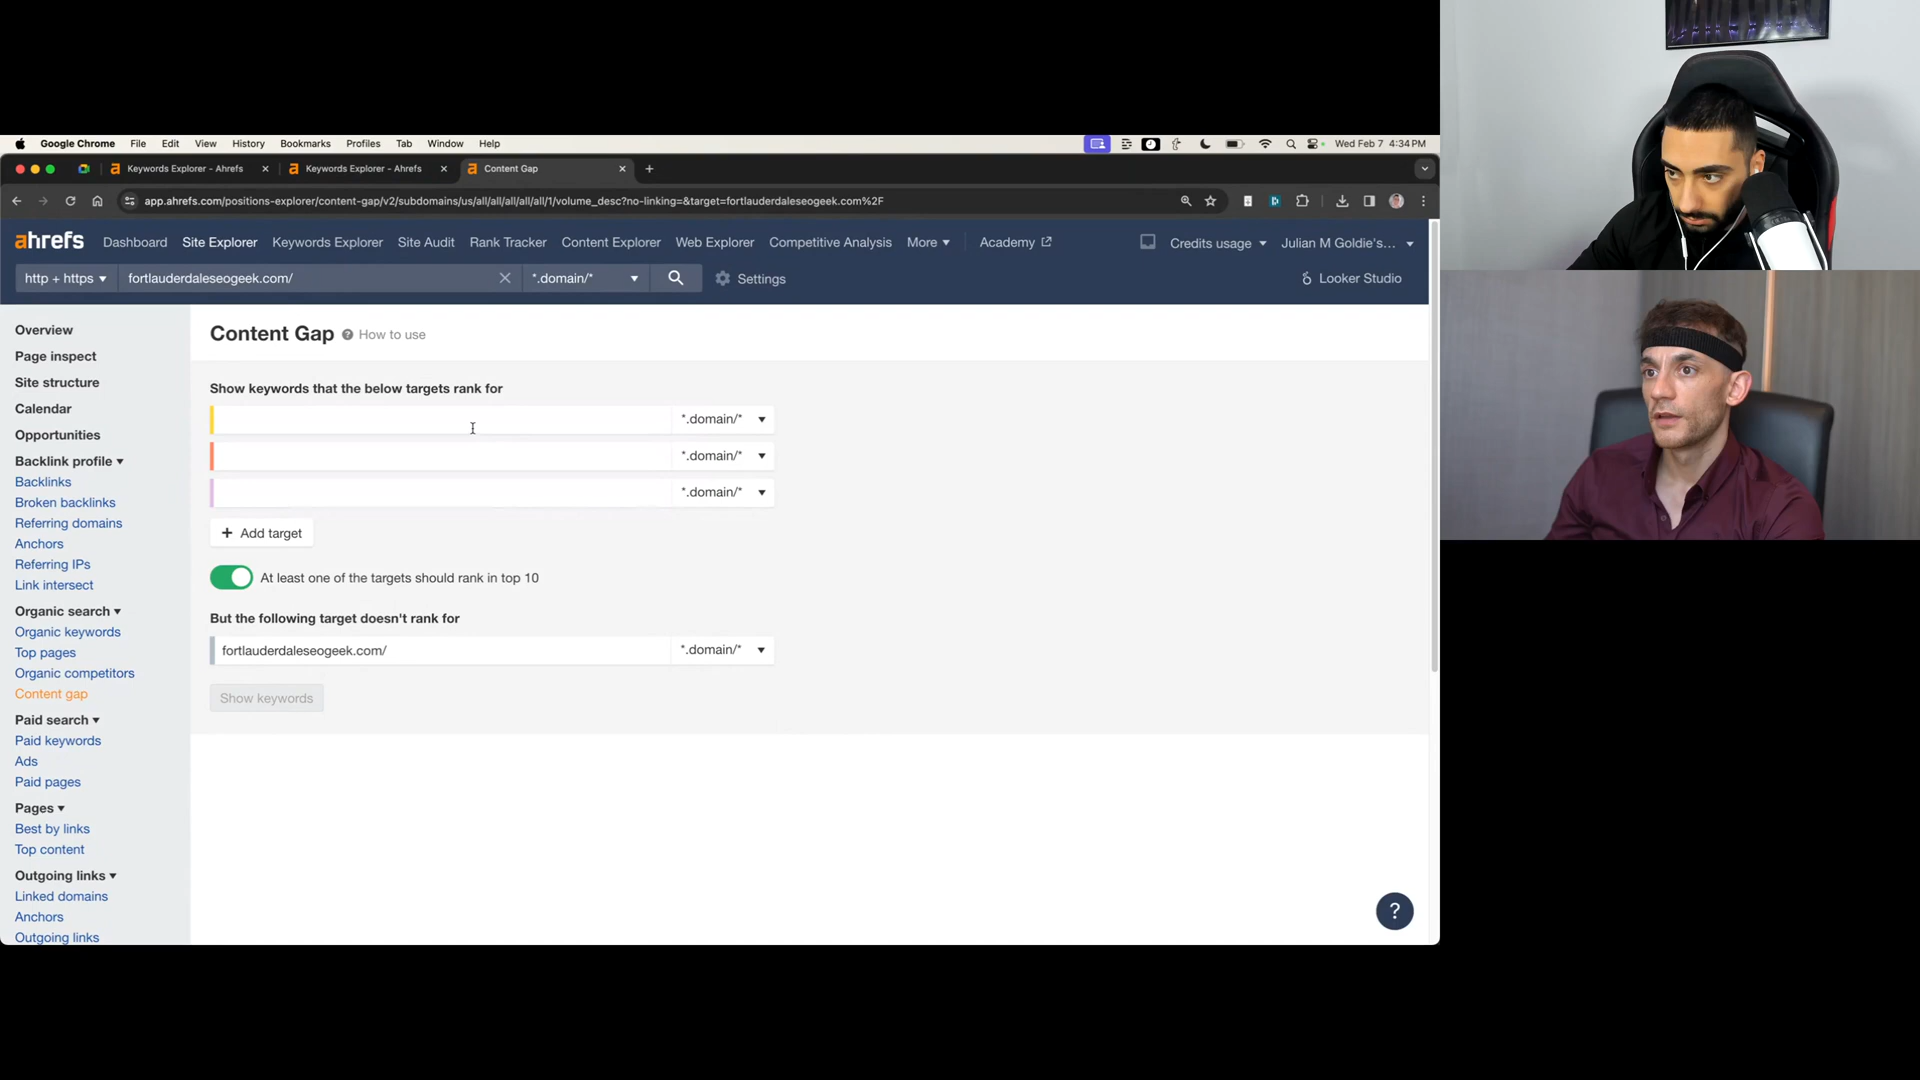 Google Chrome File Edit View History Bookmarks Profiles Tab Window Help Wed Feb 7 4:34 PM
Keywords Explorer - Ahrefs Keywords Explorer - Ahrefs Content Gap
app.ahrefs.com/positions-explorer/content-gap/v2/subdomains/us/all/all/all/all/all/1/volume_desc?no-linking=&target=fortlauderdaleseogeek.com%2F
ahrefs Dashboard Site Explorer Keywords Explorer Site Audit Rank Tracker Content Explorer Web Explorer Competitive Analysis More Academy Credits usage Julian M Goldie's...
http + https fortlauderdaleseogeek.com/ *.domain/* Settings Looker Studio
Overview
Page inspect
Site structure
Calendar
Opportunities
Backlink profile
Backlinks
Broken backlinks
Referring domains
Anchors
Referring IPs
Link intersect
Organic search
Organic keywords
Top pages
Organic competitors
Content gap
Paid search
Paid keywords
Ads
Paid pages
Pages
Best by links
Top content
Outgoing links
Linked domains
Anchors
Outgoing links
Content Gap ? How to use
Show keywords that the below targets rank for
*.domain/*
*.domain/*
*.domain/*
+ Add target
At least one of the targets should rank in top 10
But the following target doesn't rank for
fortlauderdaleseogeek.com/ *.domain/*
Show keywords
?